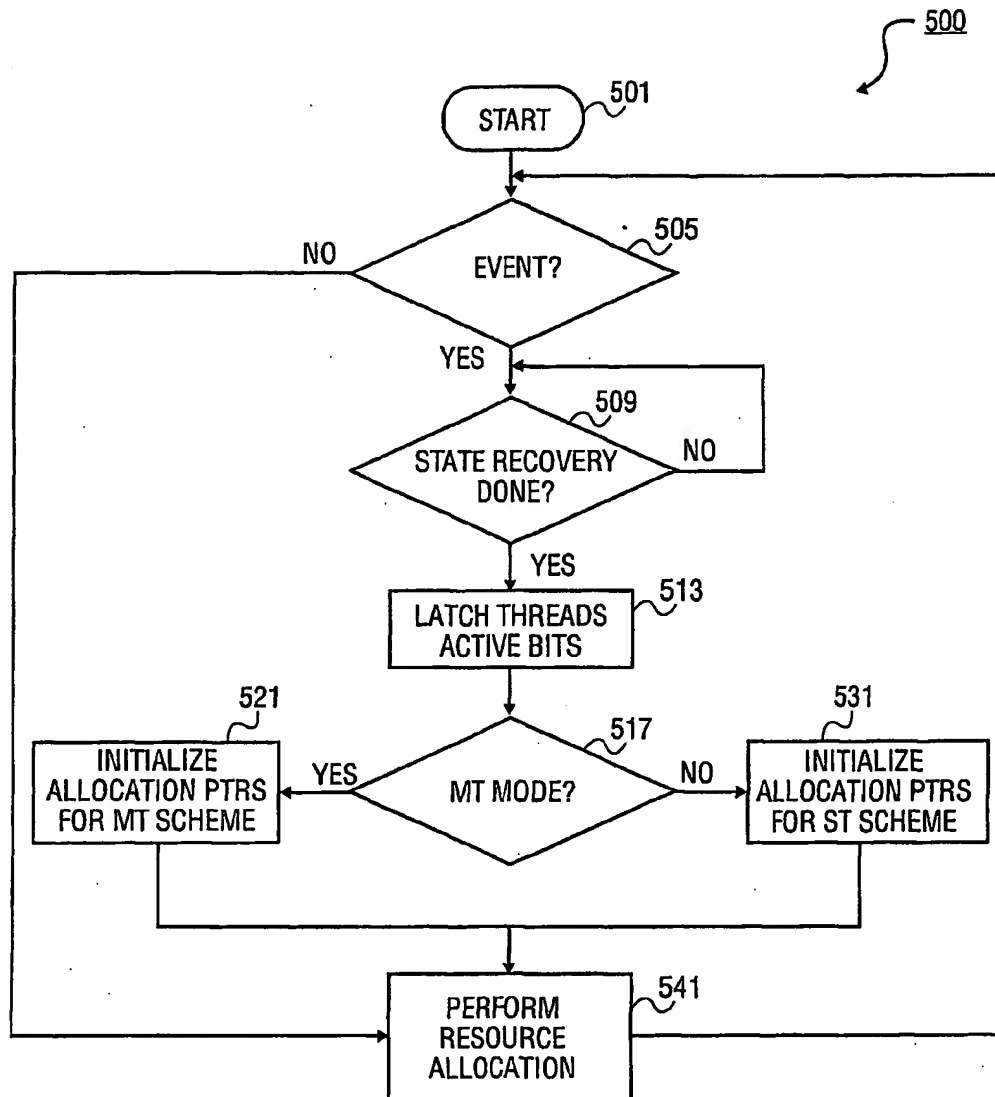 500
501
START
505
NO
EVENT?
YES
509
STATE RECOVERY
DONE?
NO
YES
513
LATCH THREADS
ACTIVE BITS
521
517
531
INITIALIZE
ALLOCATION PTRS
FOR MT SCHEME
YES
MT MODE?
NO
INITIALIZE
ALLOCATION PTRS
FOR ST SCHEME
541
PERFORM
RESOURCE
ALLOCATION